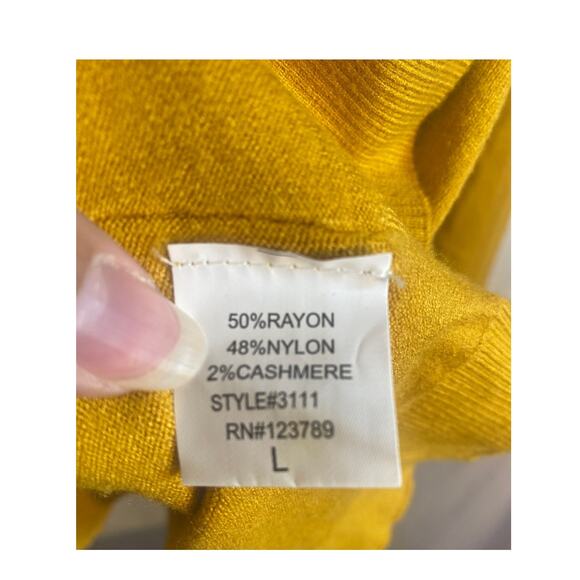 50%RAYON
48%NYLON
2%CASHMERE
STYLE#3111
RN#123789
L